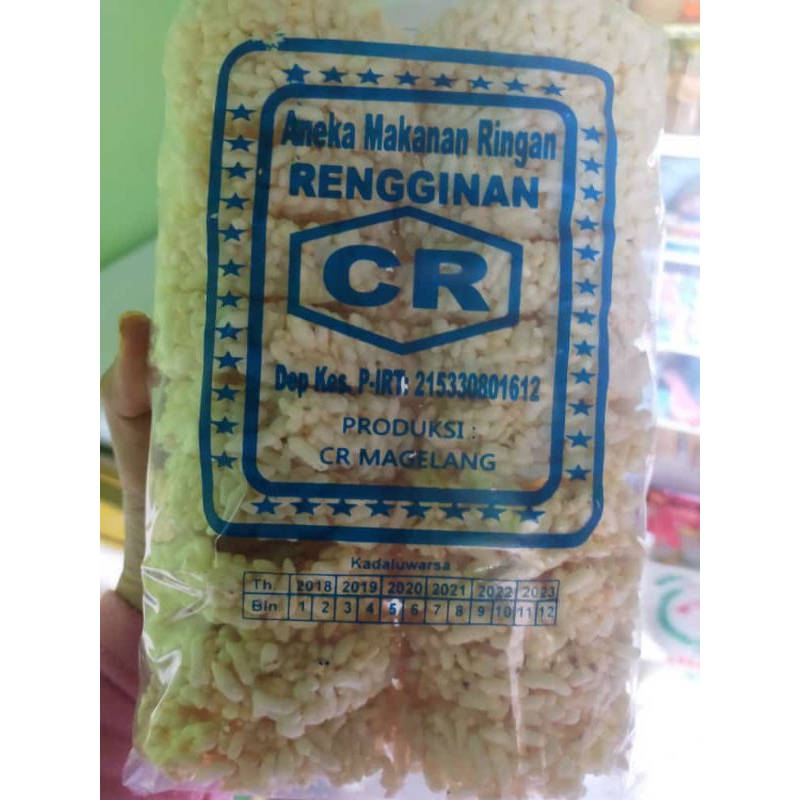 Aneka Makanan Ringan
RENGGINAN
CR
Dep Kes. P-iRT: 215330801612
PRODUKSI :
CR MAGELANG
Kadaluwarsa
Th. 2018 2019 2020 2021 2022 2023
Bln 1 2 3 4 5 6 7 8 9 10 11 12